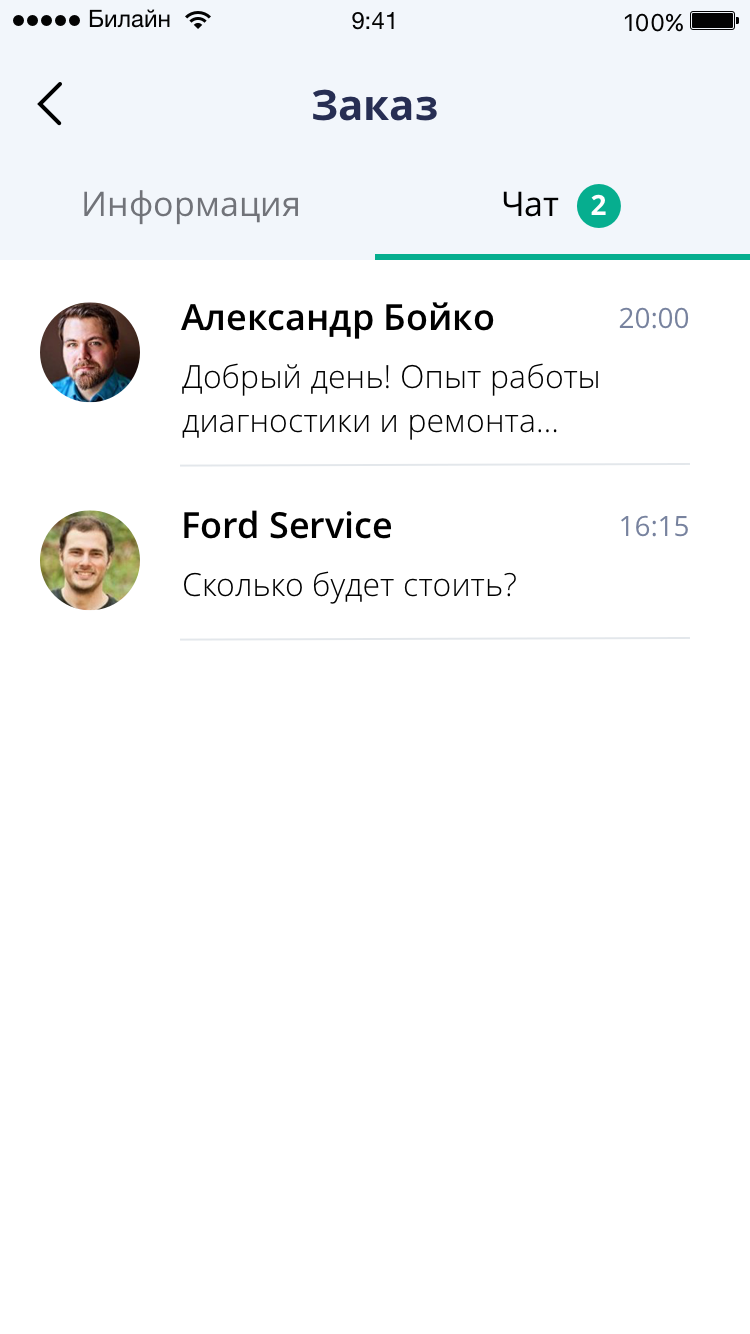 Билайн 9:41 100%
Заказ
Информация Чат 2
Александр Бойко 20:00
Добрый день! Опыт работы
диагностики и ремонта...
Ford Service 16:15
Сколько будет стоить?